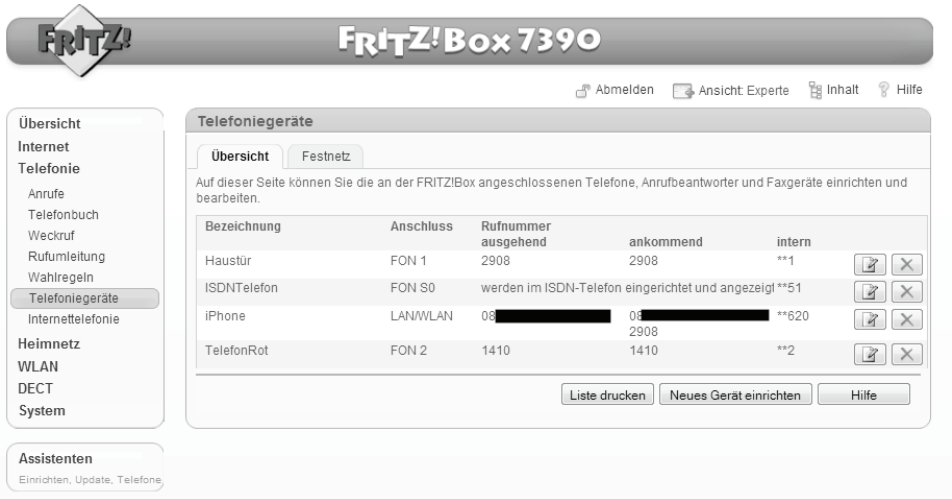 FRITZ!
FRITZ!Box 7390
Abmelden Ansicht: Experte Inhalt Hilfe
Übersicht
Internet
Telefonie
Anrufe
Telefonbuch
Weckruf
Rufumleitung
Wahlregeln
Telefoniegeräte
Internettelefonie
Heimnetz
WLAN
DECT
System
Assistenten
Einrichten, Update, Telefone
Telefoniegeräte
Übersicht Festnetz
Auf dieser Seite können Sie die an der FRITZ!Box angeschlossenen Telefone, Anrufbeantworter und Faxgeräte einrichten und
bearbeiten.
Bezeichnung Anschluss Rufnummer
ausgehend ankommend intern
Haustür FON 1 2908 2908 **1
ISDNTelefon FON S0 werden im ISDN-Telefon eingerichtet und angezeigt **51
iPhone LAN/WLAN 08 08 **620
2908
TelefonRot FON 2 1410 1410 **2
Liste drucken Neues Gerät einrichten Hilfe